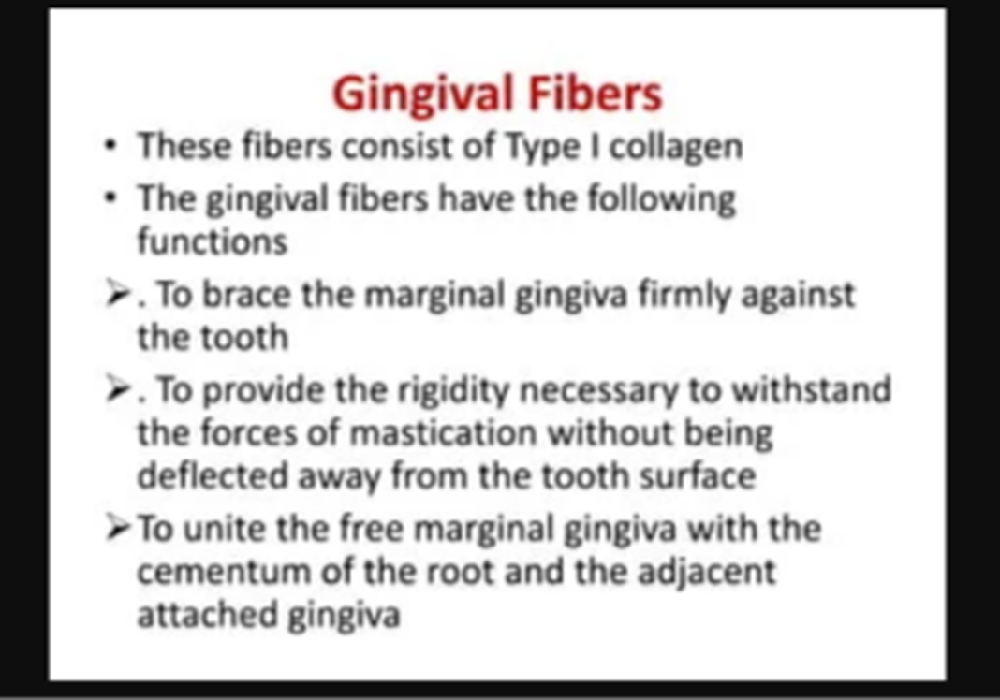 Gingival Fibers
• These fibers consist of Type I collagen
• The gingival fibers have the following
functions
➢. To brace the marginal gingiva firmly against
the tooth
➢. To provide the rigidity necessary to withstand
the forces of mastication without being
deflected away from the tooth surface
➢To unite the free marginal gingiva with the
cementum of the root and the adjacent
attached gingiva